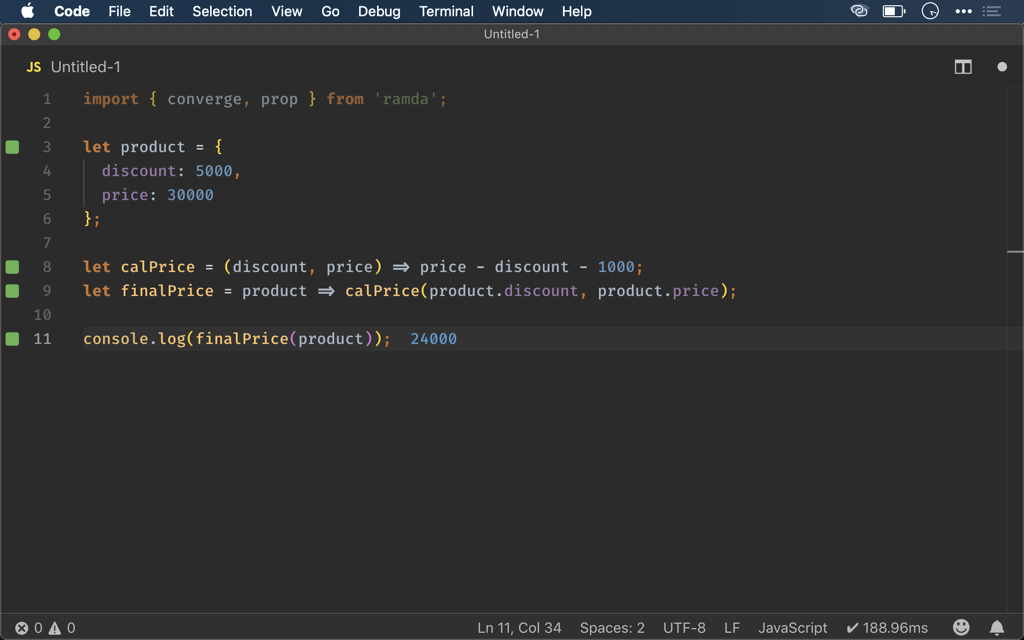 Code File Edit Selection View Go Debug Terminal Window Help
Untitled-1
JS Untitled-1
1 import { converge, prop } from 'ramda';
2
3 let product = {
4 discount: 5000,
5 price: 30000
6 };
7
8 let calPrice = (discount, price) => price - discount - 1000;
9 let finalPrice = product => calPrice(product.discount, product.price);
10
11 console.log(finalPrice(product)); 24000
0 0 Ln 11, Col 34 Spaces: 2 UTF-8 LF JavaScript ✔ 188.96ms